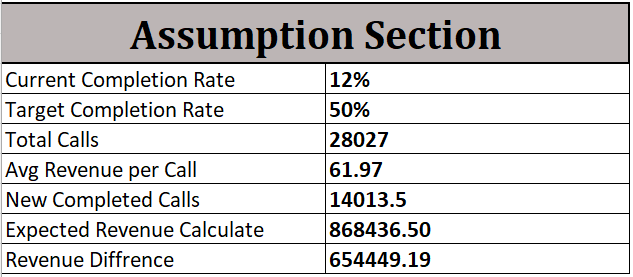 Assumption Section
Current Completion Rate 12%
Target Completion Rate 50%
Total Calls 28027
Avg Revenue per Call 61.97
New Completed Calls 14013.5
Expected Revenue Calculate 868436.50
Revenue Diffrence 654449.19